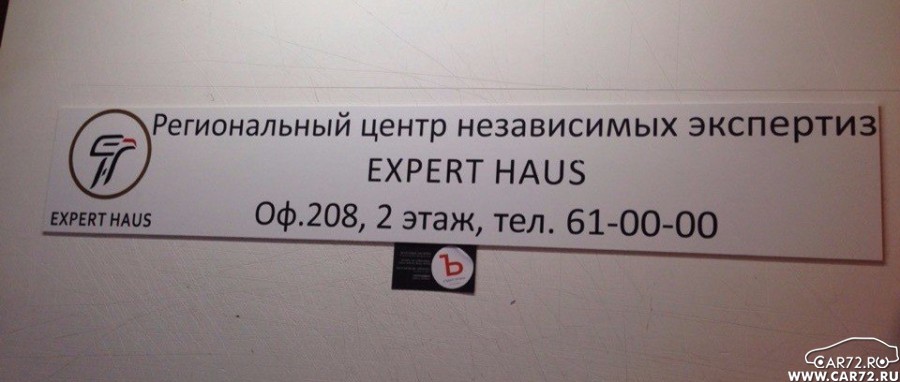 Региональный центр независимых экспертиз
EXPERT HAUS
Оф.208, 2 этаж, тел. 61-00-00
EXPERT HAUS
Ъ
CAR72.RU
WWW.CAR72.RU